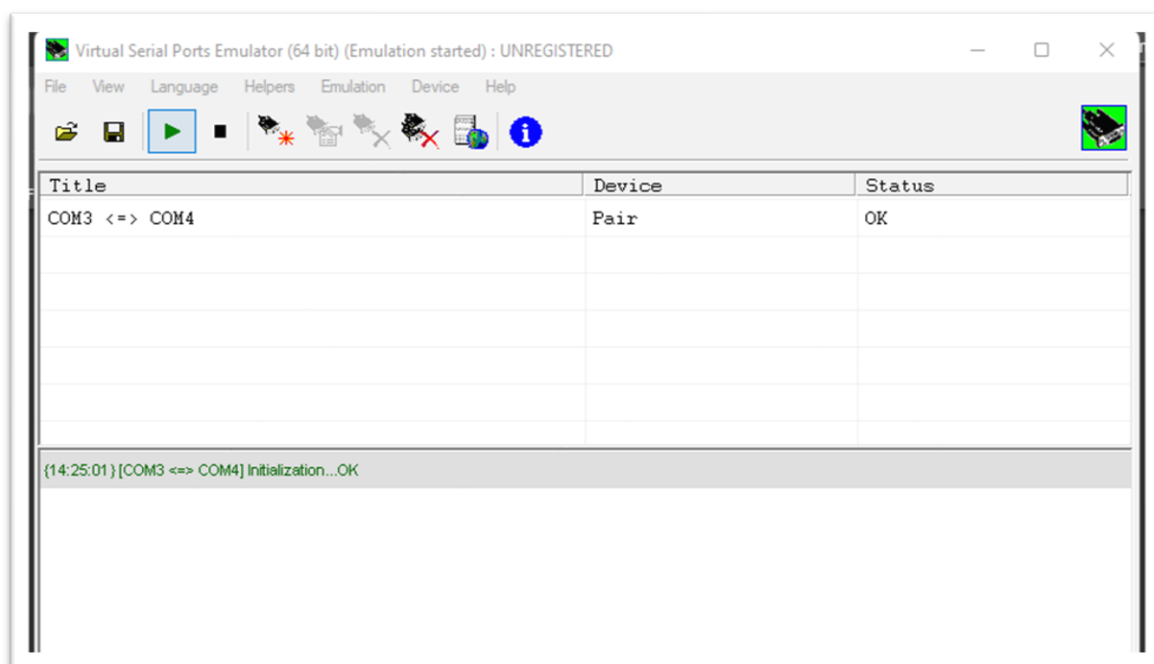 Virtual Serial Ports Emulator (64 bit) (Emulation started) : UNREGISTERED
File View Language Helpers Emulation Device Help
Title Device Status
COM3 <=> COM4 Pair OK
{14:25:01}[COM3 <=> COM4] Initialization...OK